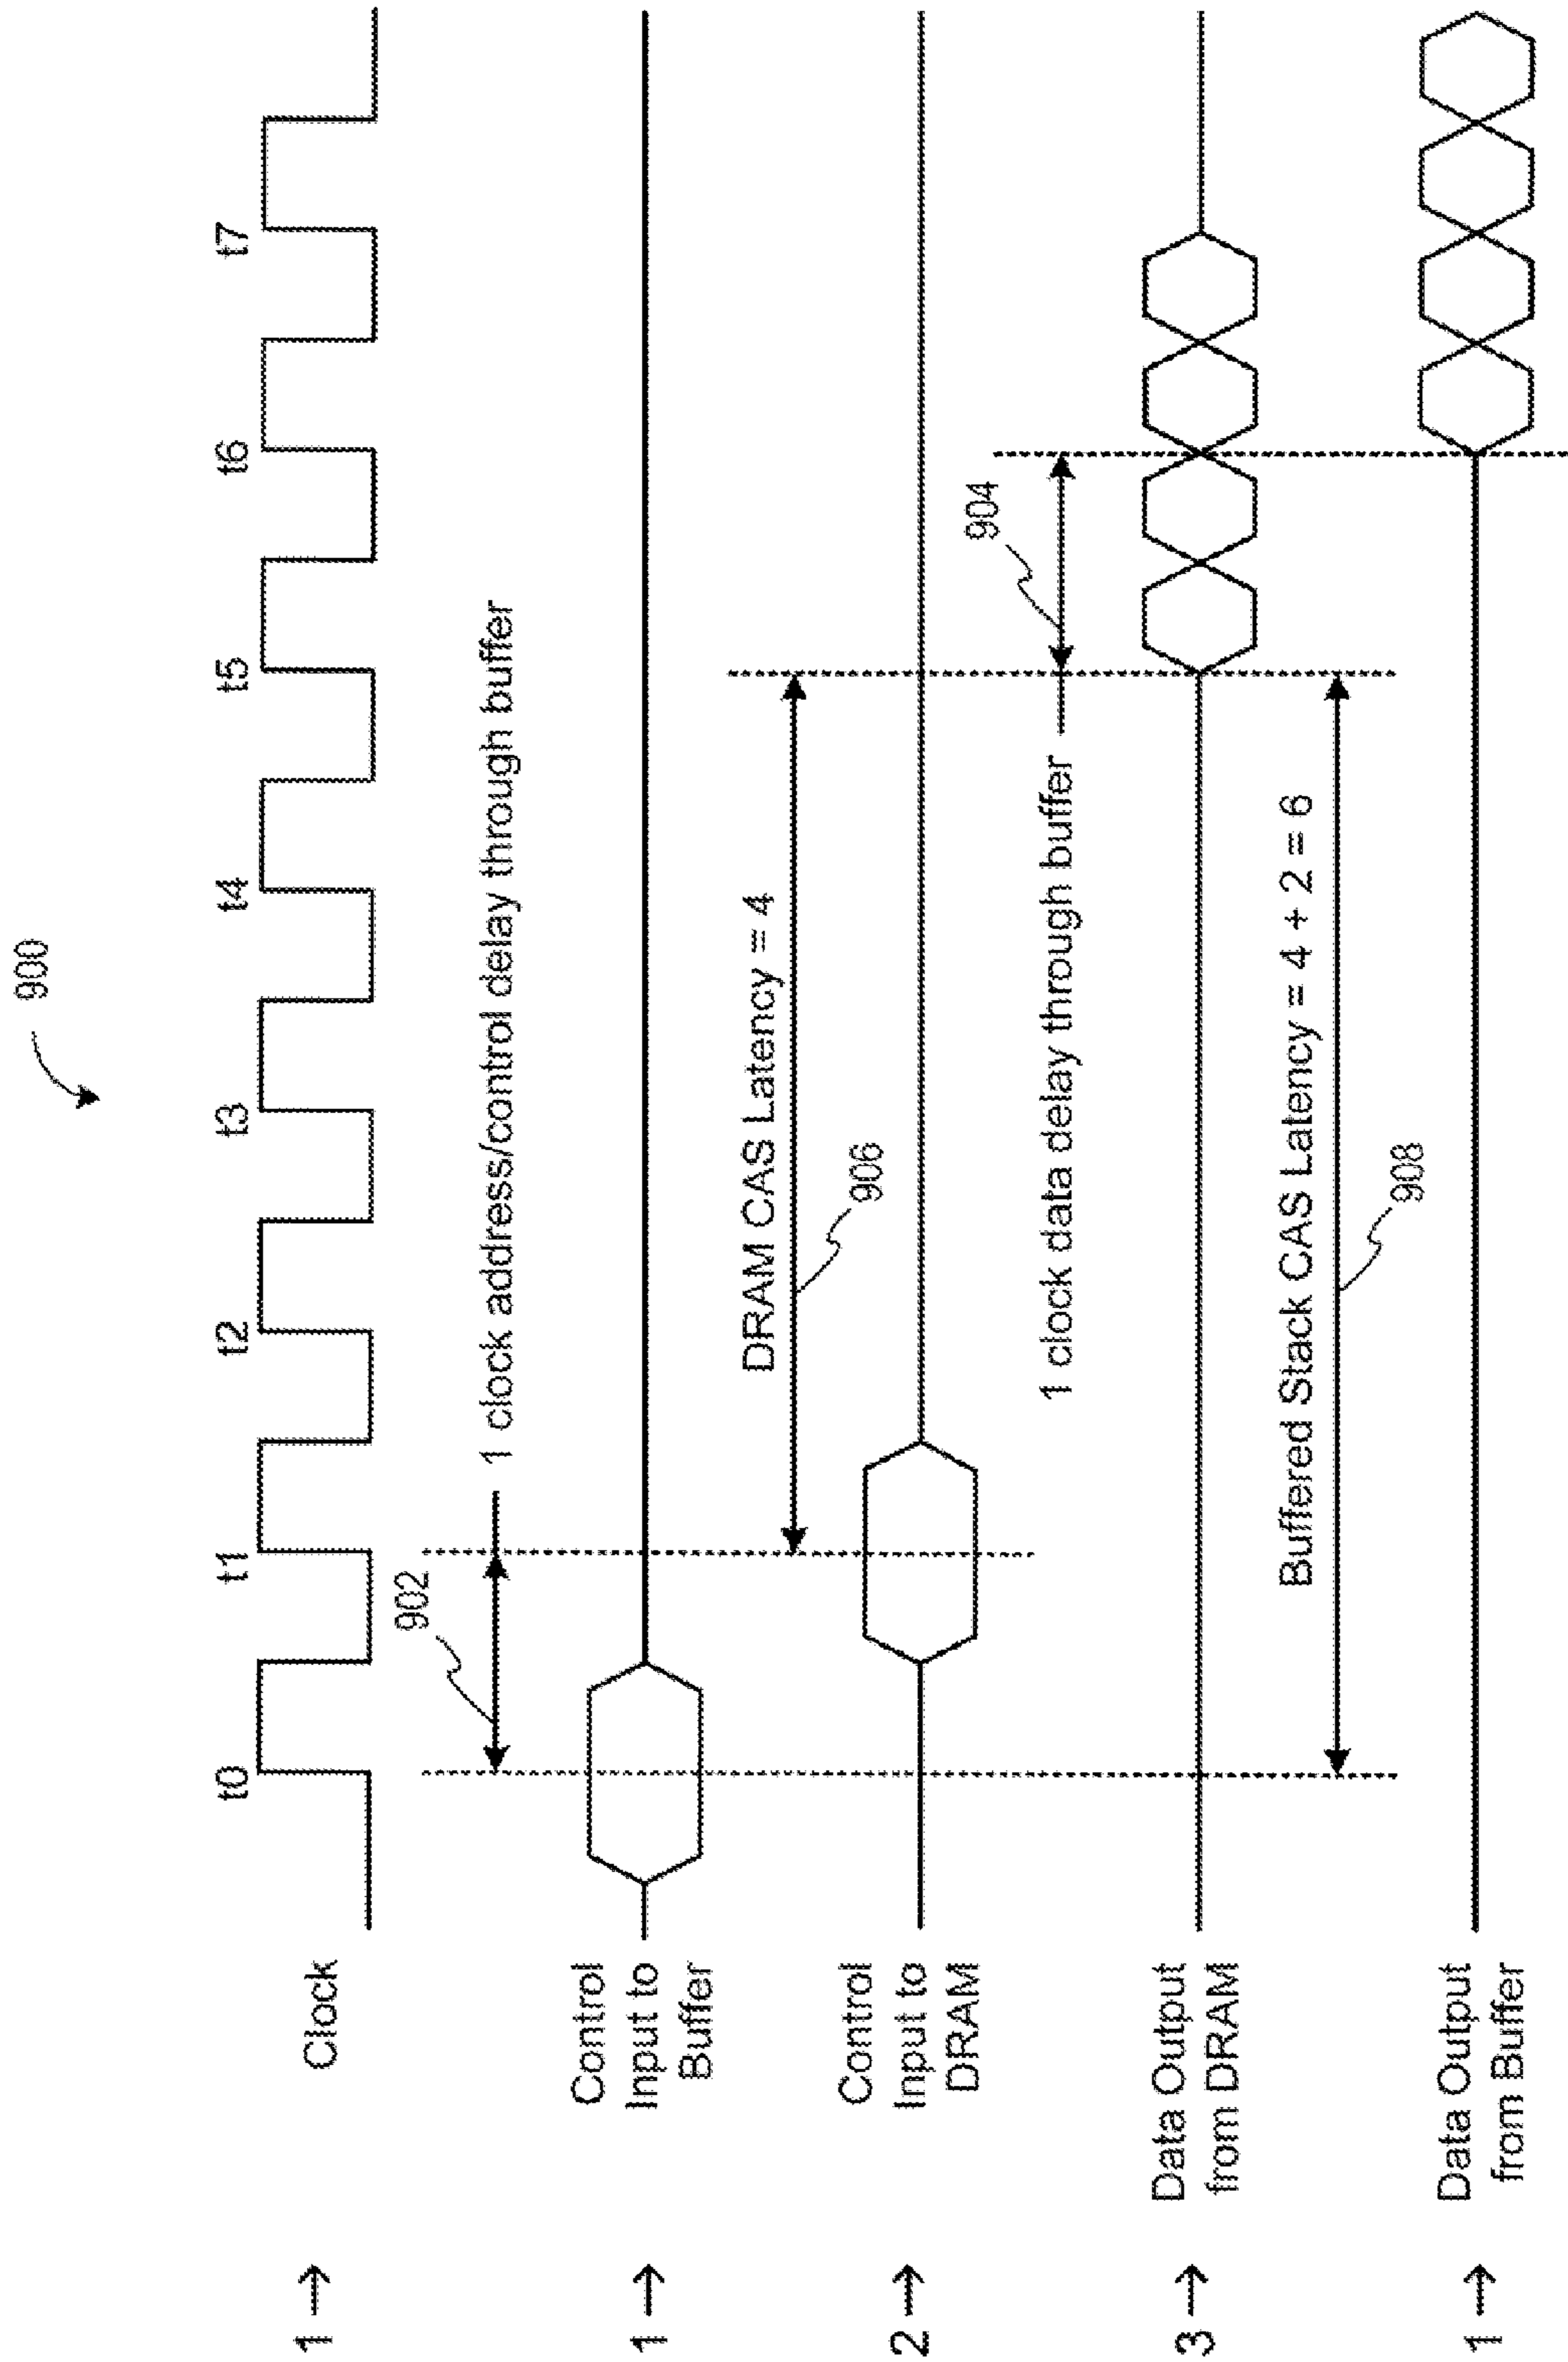 900
t0 t1 t2 t3 t4 t5 t6 t7
1 → Clock
902
1 clock address/control delay through buffer
1 → Control
Input to
Buffer
DRAM CAS Latency = 4
906
2 → Control
Input to
DRAM
904
1 clock data delay through buffer
3 → Data Output
from DRAM
Buffered Stack CAS Latency = 4 + 2 = 6
908
1 → Data Output
from Buffer